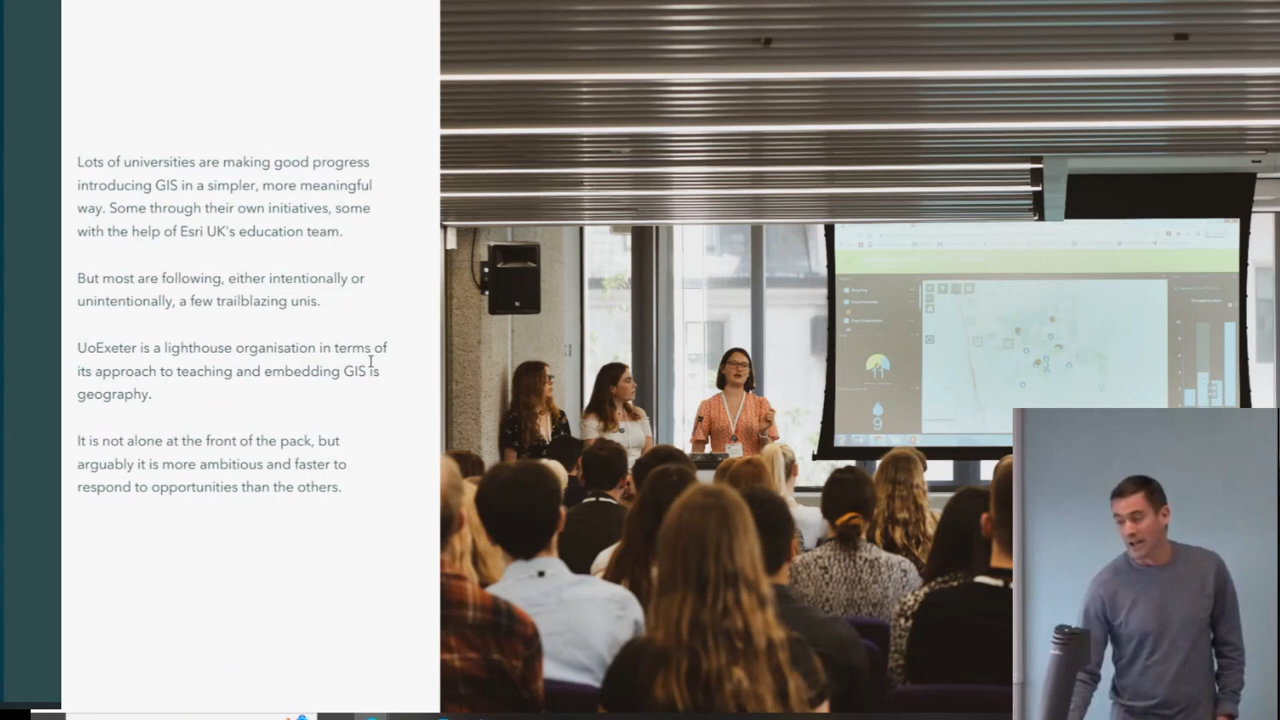 Lots of universities are making good progress
introducing GIS in a simpler, more meaningful
way. Some through their own initiatives, some
with the help of Esri UK's education team.
But most are following, either intentionally or
unintentionally, a few trailblazing unis.
UoExeter is a lighthouse organisation in terms of
its approach to teaching and embedding GIS is
geography.
It is not alone at the front of the pack, but
arguably it is more ambitious and faster to
respond to opportunities than the others.
11
9